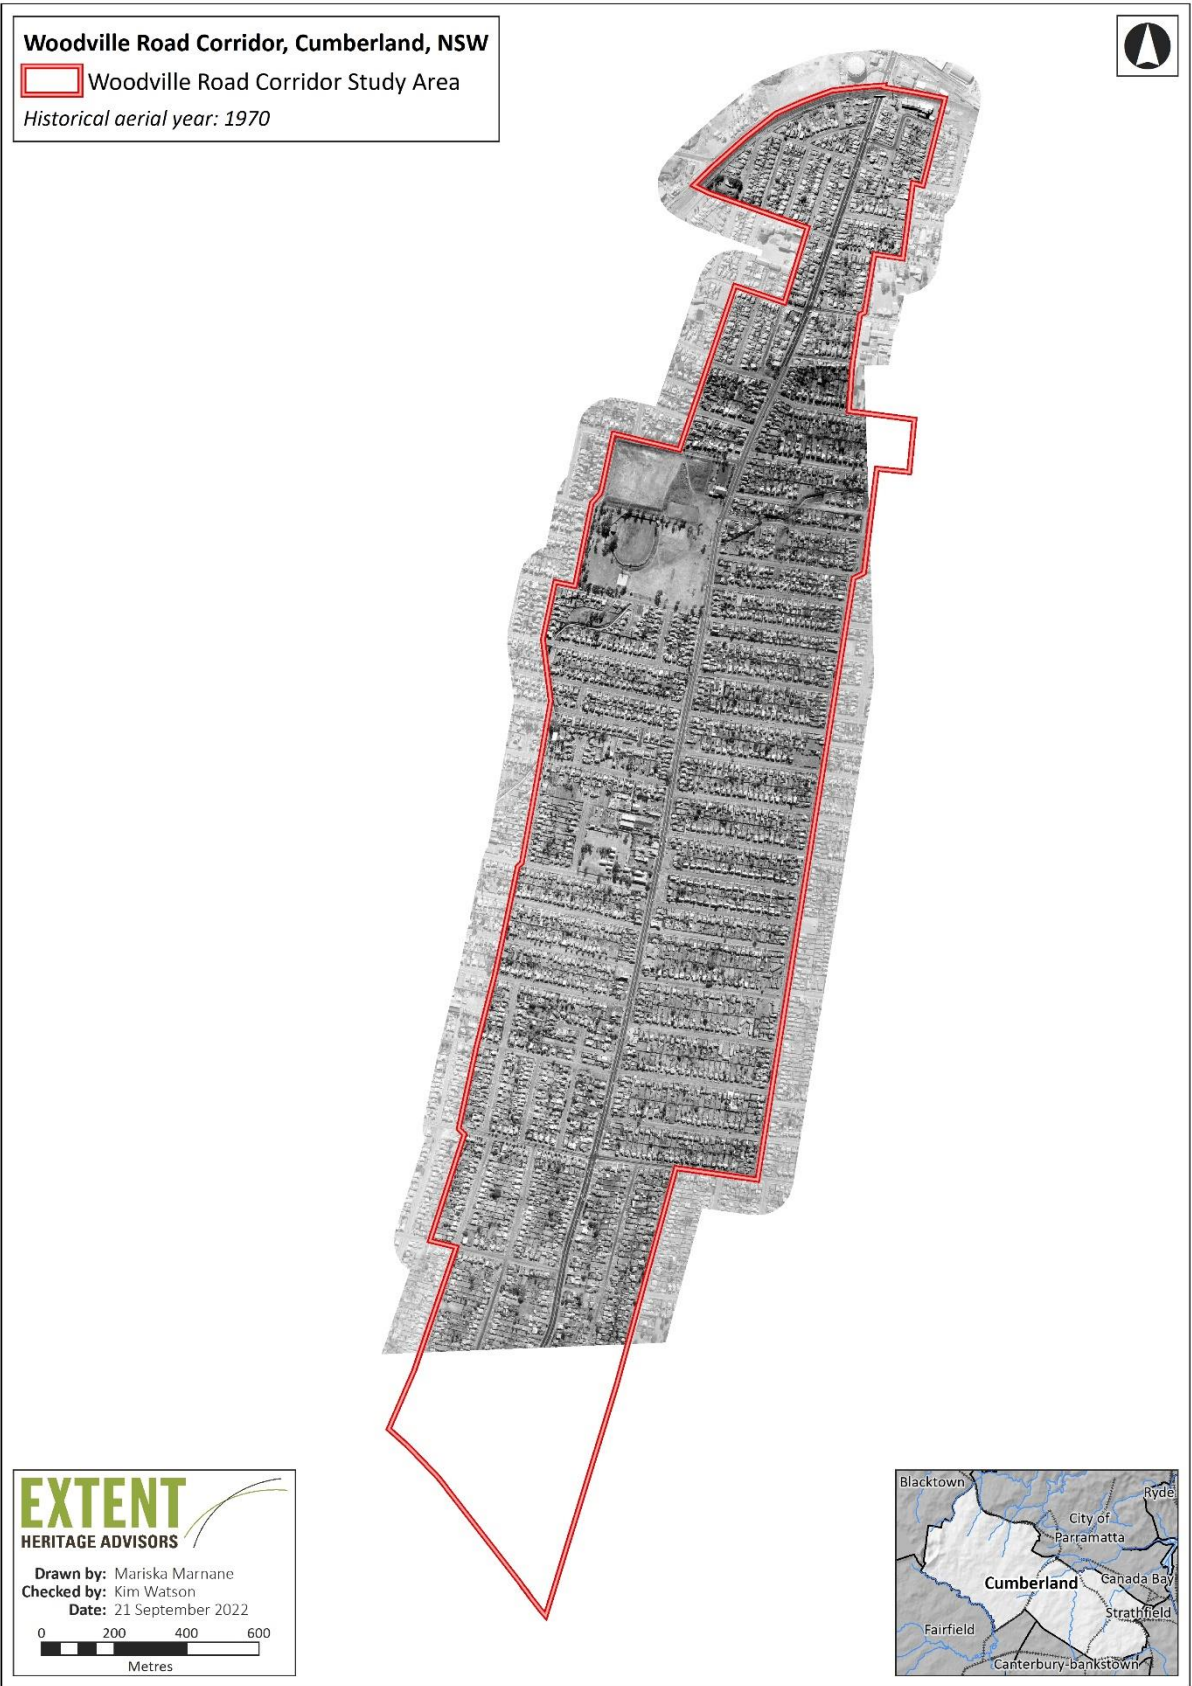 Woodville Road Corridor, Cumberland, NSW
Woodville Road Corridor Study Area
Historical aerial year: 1970
EXTENT
HERITAGE ADVISORS
Drawn by: Mariska Marnane
Checked by: Kim Watson
Date: 21 September 2022
0 200 400 600
Metres
Blacktown
Ryde
City of
Parramatta
Cumberland
Canada Bay
Strathfield
Fairfield
Canterbury-bankstown